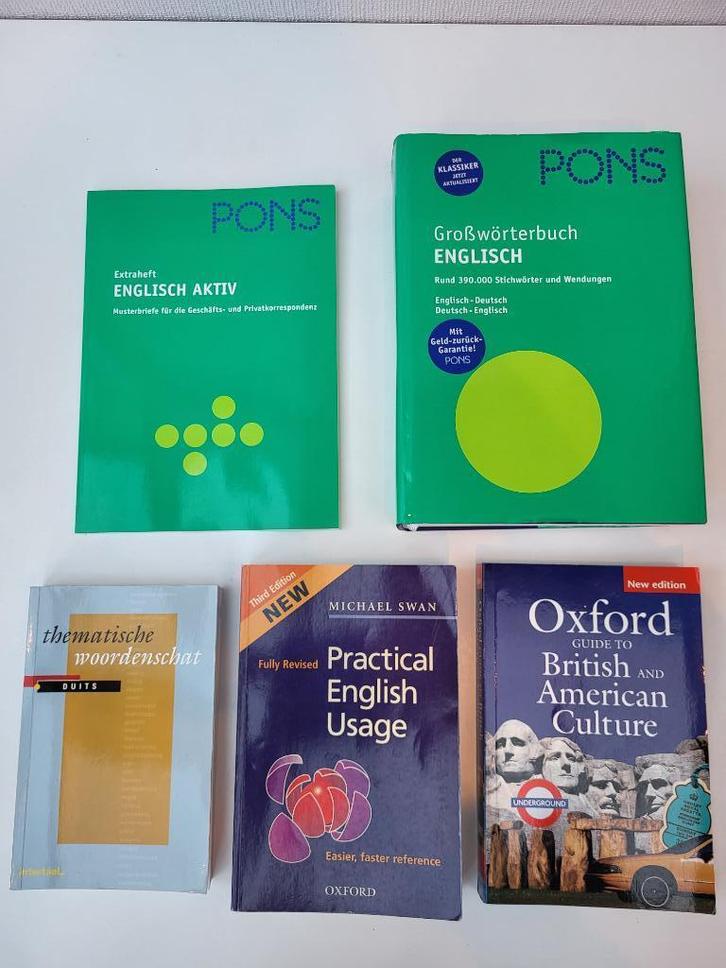 PONS
Extraheft
ENGLISCH AKTIV
Musterbriefe für die Geschäfts- und Privatkorrespondenz
DER
KLASSIKER
JETZT
AKTUALISIERT
PONS
Großwörterbuch
ENGLISCH
Rund 390.000 Stichwörter und Wendungen
Englisch-Deutsch
Deutsch-Englisch
Mit
Geld-zurück-
Garantie!
PONS
thematische
woordenschat
DUITS
Third Edition
NEW
MICHAEL SWAN
Fully Revised
Practical
English
Usage
Easier, faster reference
OXFORD
New edition
Oxford
GUIDE TO
British AND
American
Culture
UNDERGROUND